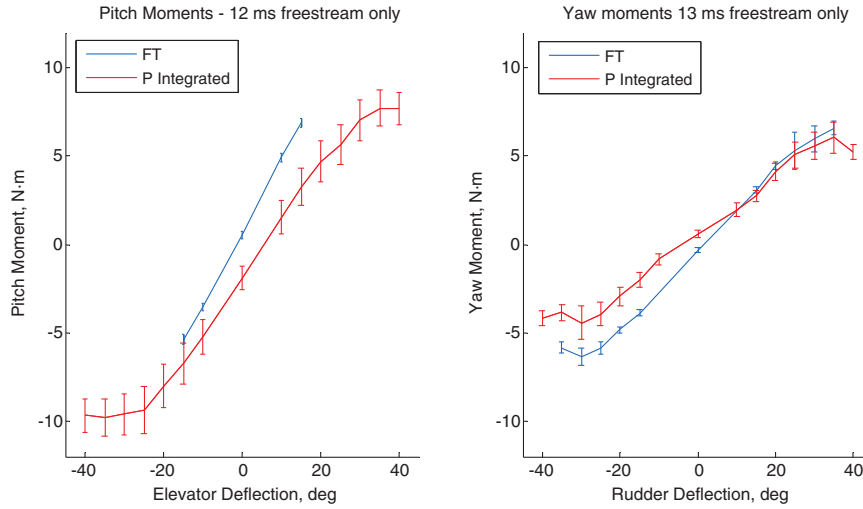 Pitch Moments - 12 ms freestream only
FT
P Integrated
10
5
0
-5
-10
Pitch Moment, N·m
-40
-20
0
20
40
Elevator Deflection, deg
Yaw moments 13 ms freestream only
FT
P Integrated
10
5
0
-5
-10
Yaw Moment, N·m
-40
-20
0
20
40
Rudder Deflection, deg